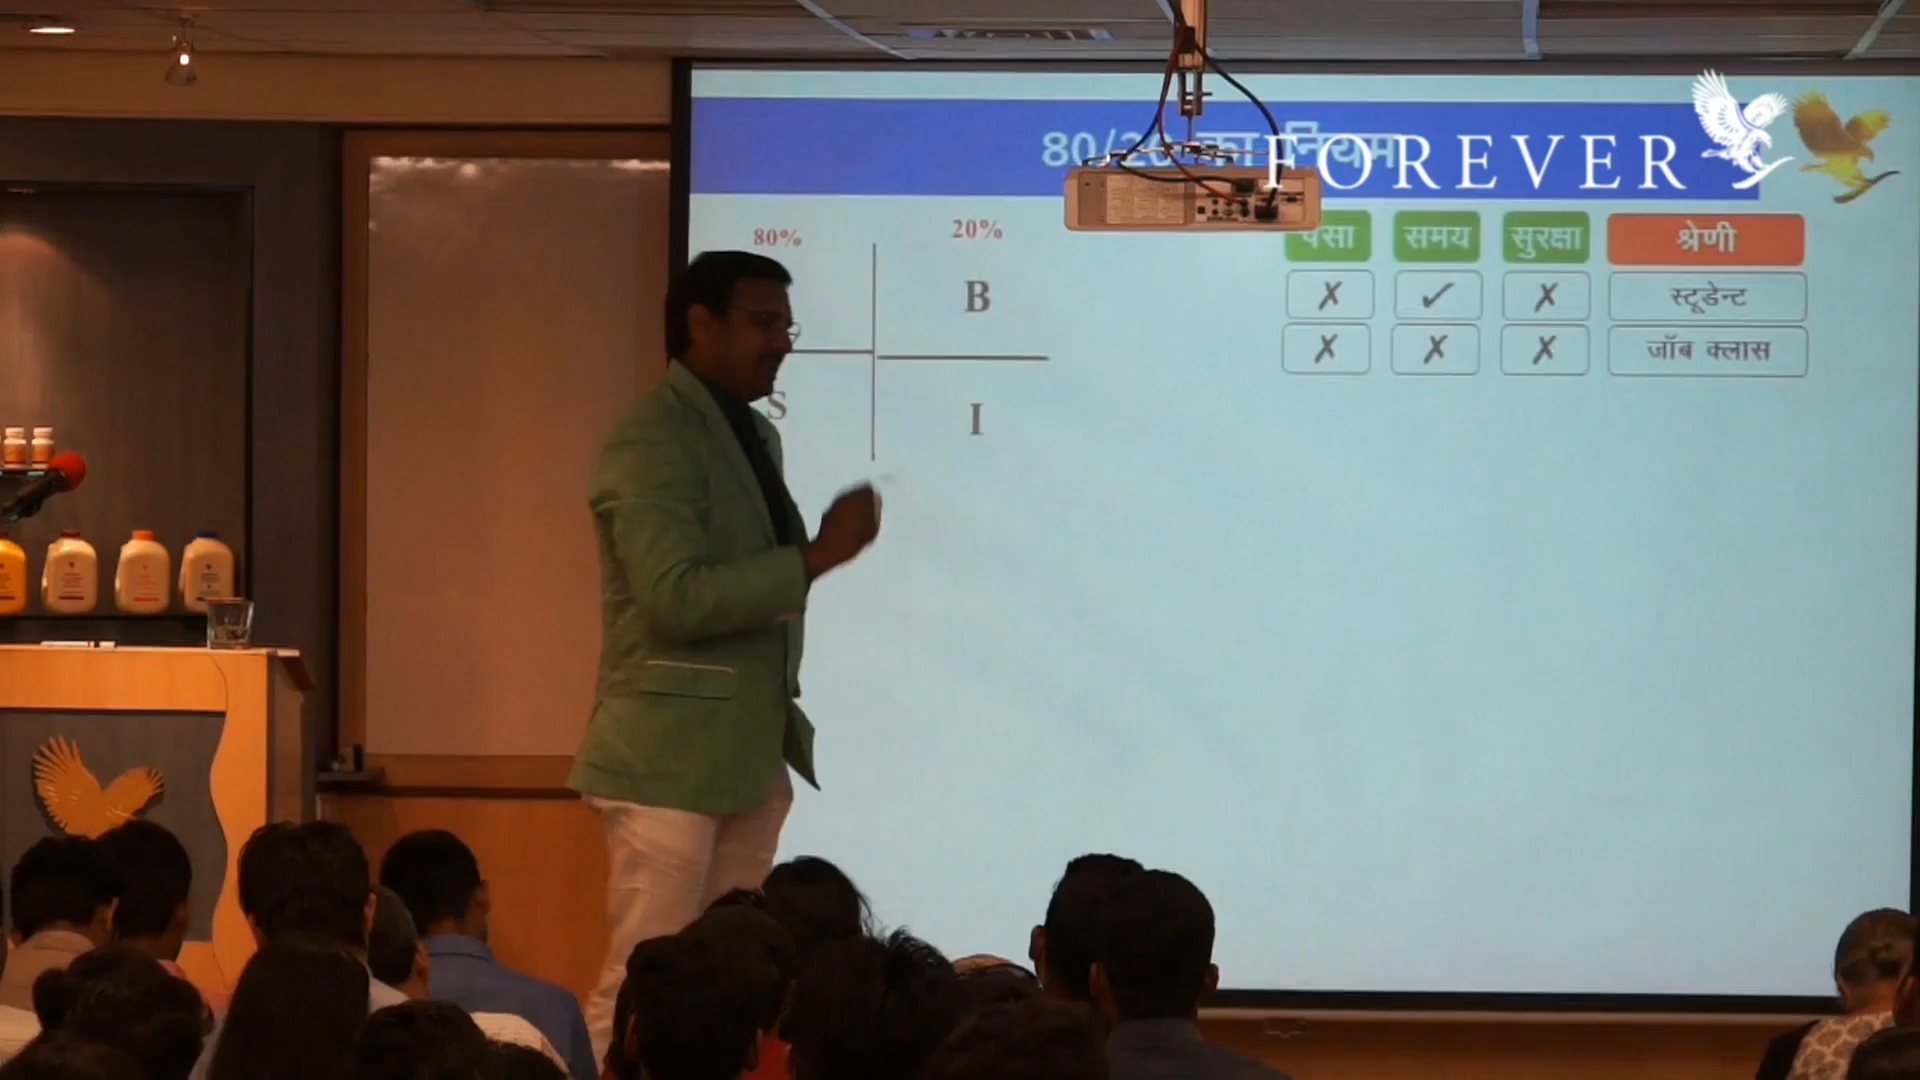 80/20 का नियम
FOREVER
80%
20%
B
S
I
पैसा समय सुरक्षा श्रेणी
✗ ✓ ✗ स्टूडेन्ट
✗ ✗ ✗ जॉब क्लास